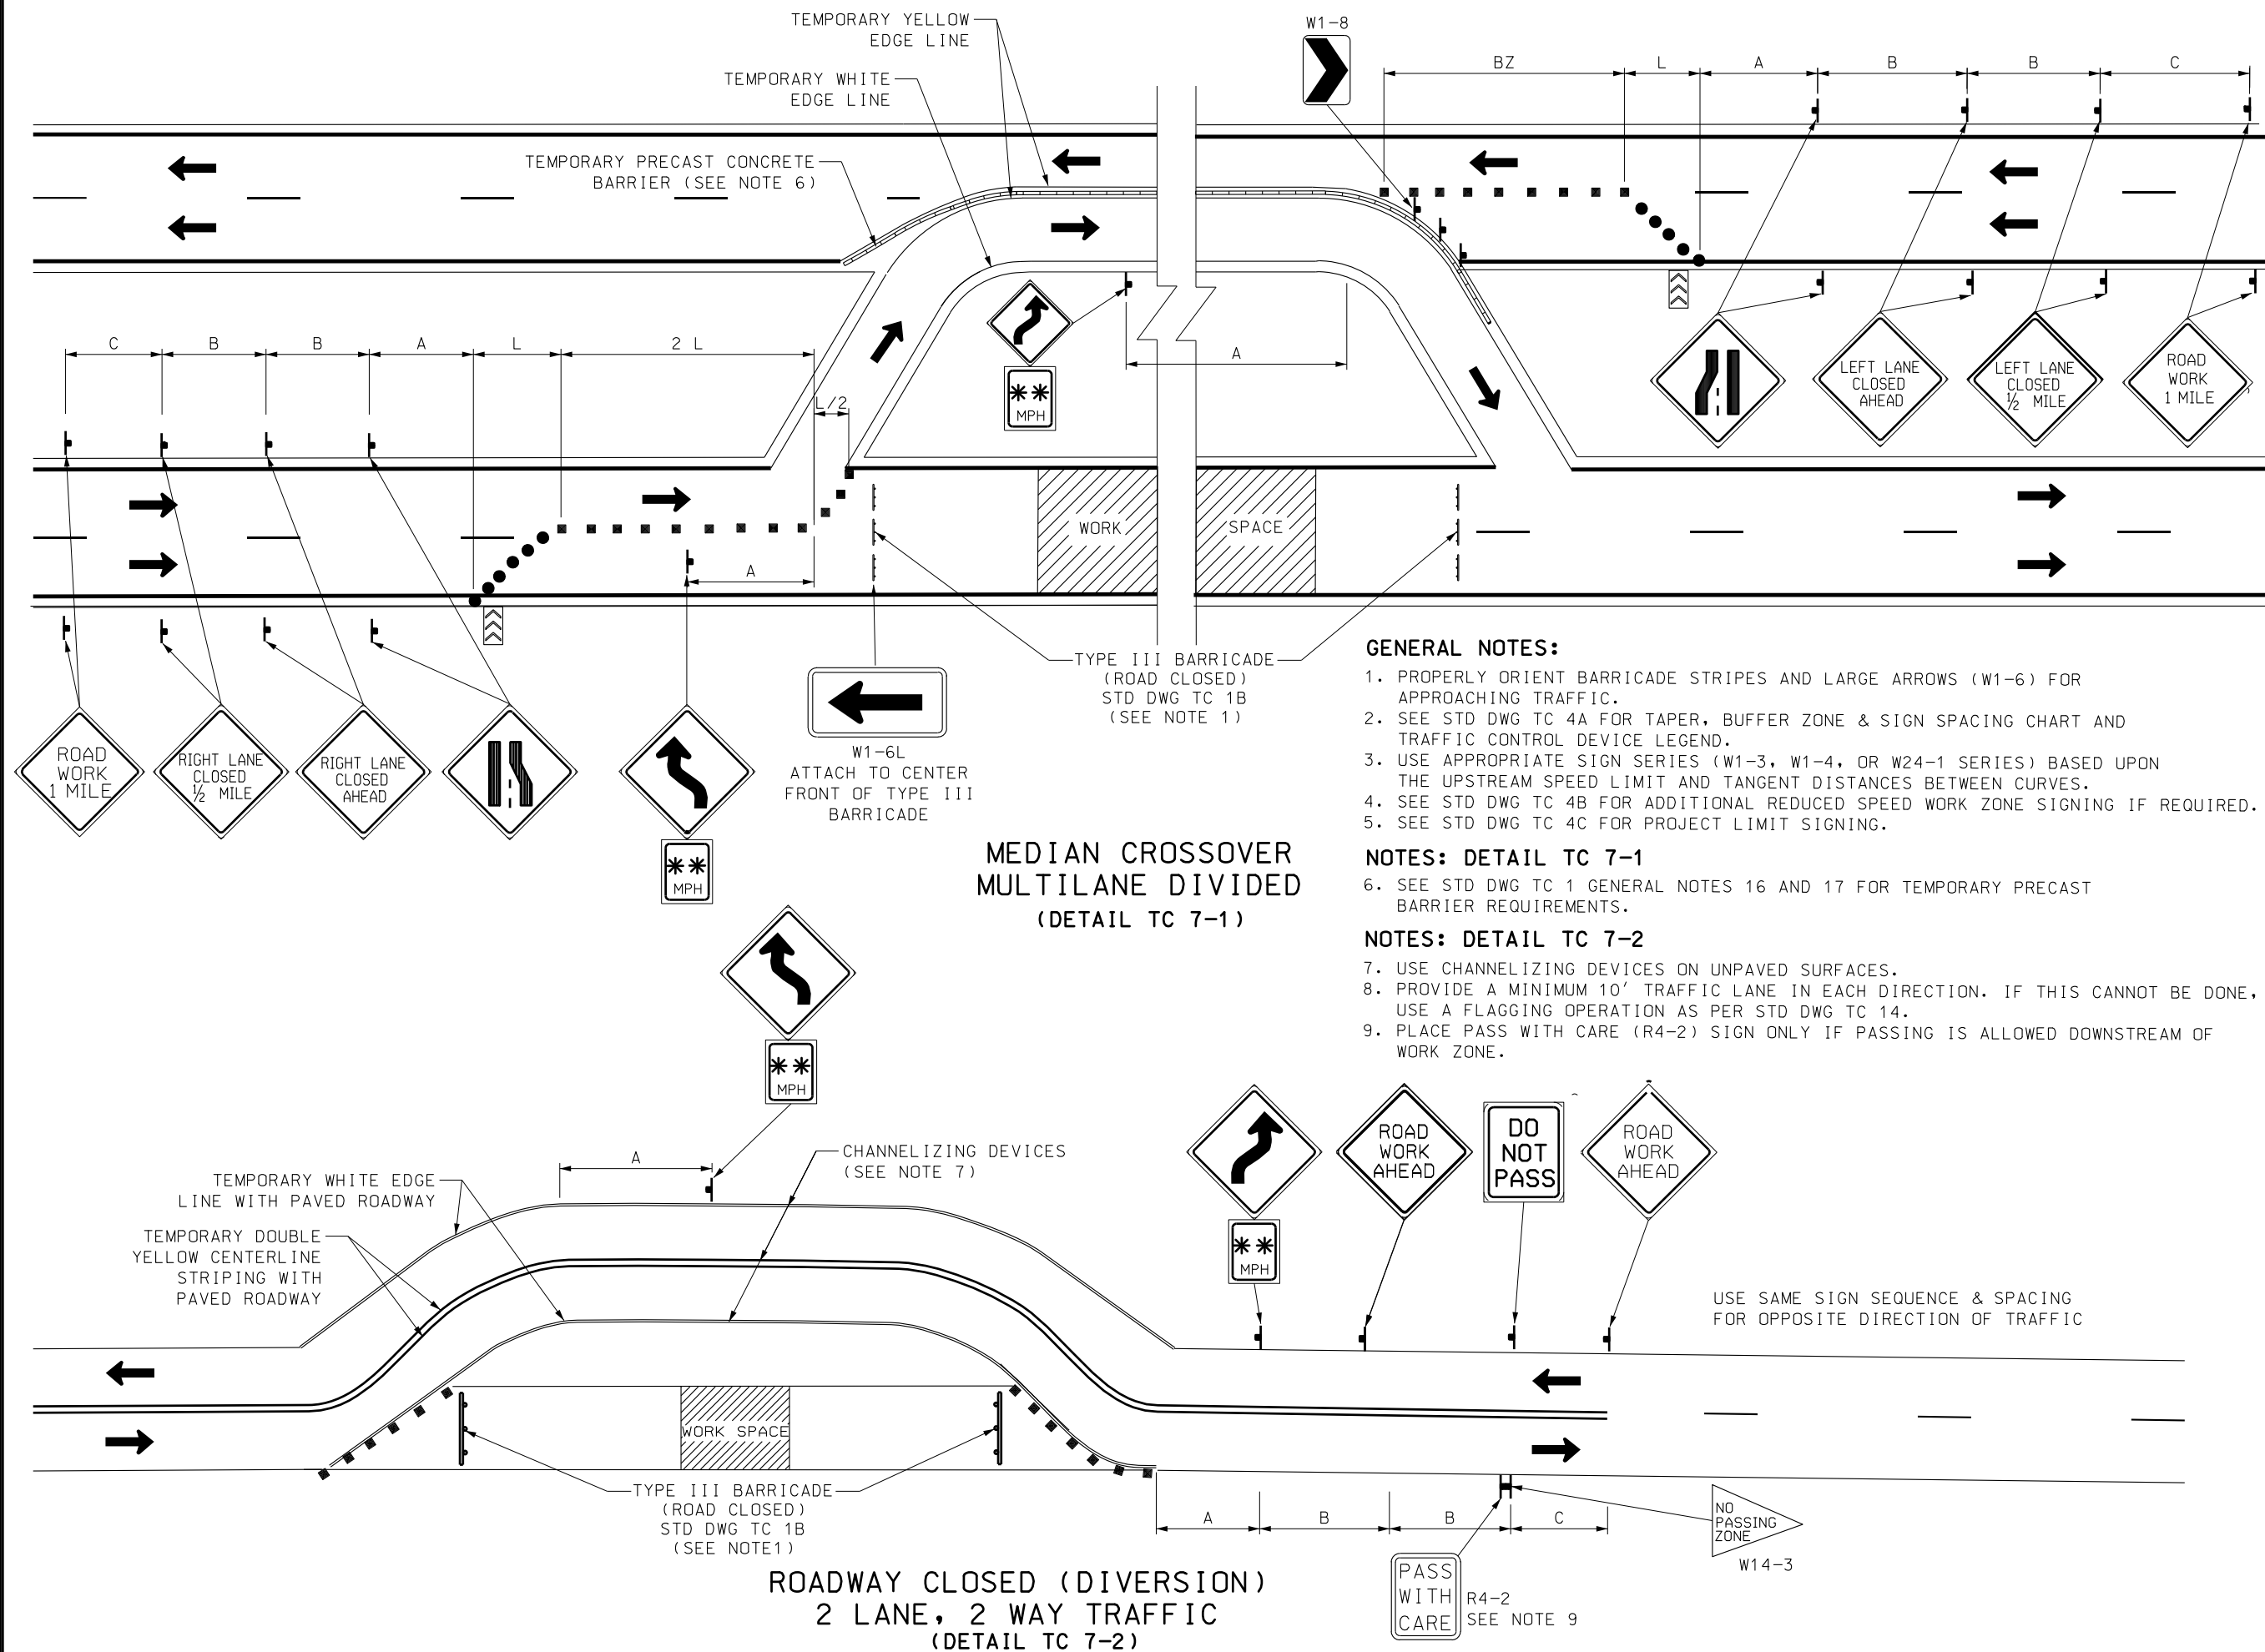 TEMPORARY YELLOW
EDGE LINE
TEMPORARY WHITE
EDGE LINE
TEMPORARY PRECAST CONCRETE
BARRIER (SEE NOTE 6)
W1-8
BZ
L
A
B
B
C
C
B
B
A
L
2 L
L/2
A
** 
MPH
A
LEFT LANE
CLOSED
AHEAD
LEFT LANE
CLOSED
1/2 MILE
ROAD
WORK
1 MILE
WORK
SPACE
ROAD
WORK
1 MILE
RIGHT LANE
CLOSED
1/2 MILE
RIGHT LANE
CLOSED
AHEAD
**
MPH
W1-6L
ATTACH TO CENTER
FRONT OF TYPE III
BARRICADE
TYPE III BARRICADE
(ROAD CLOSED)
STD DWG TC 1B
(SEE NOTE 1)
MEDIAN CROSSOVER
MULTILANE DIVIDED
(DETAIL TC 7-1)
GENERAL NOTES:
1. PROPERLY ORIENT BARRICADE STRIPES AND LARGE ARROWS (W1-6) FOR
APPROACHING TRAFFIC.
2. SEE STD DWG TC 4A FOR TAPER, BUFFER ZONE & SIGN SPACING CHART AND
TRAFFIC CONTROL DEVICE LEGEND.
3. USE APPROPRIATE SIGN SERIES (W1-3, W1-4, OR W24-1 SERIES) BASED UPON
THE UPSTREAM SPEED LIMIT AND TANGENT DISTANCES BETWEEN CURVES.
4. SEE STD DWG TC 4B FOR ADDITIONAL REDUCED SPEED WORK ZONE SIGNING IF REQUIRED.
5. SEE STD DWG TC 4C FOR PROJECT LIMIT SIGNING.
NOTES: DETAIL TC 7-1
6. SEE STD DWG TC 1 GENERAL NOTES 16 AND 17 FOR TEMPORARY PRECAST
BARRIER REQUIREMENTS.
NOTES: DETAIL TC 7-2
7. USE CHANNELIZING DEVICES ON UNPAVED SURFACES.
8. PROVIDE A MINIMUM 10' TRAFFIC LANE IN EACH DIRECTION. IF THIS CANNOT BE DONE,
USE A FLAGGING OPERATION AS PER STD DWG TC 14.
9. PLACE PASS WITH CARE (R4-2) SIGN ONLY IF PASSING IS ALLOWED DOWNSTREAM OF
WORK ZONE.
**
MPH
A
CHANNELIZING DEVICES
(SEE NOTE 7)
TEMPORARY WHITE EDGE
LINE WITH PAVED ROADWAY
TEMPORARY DOUBLE
YELLOW CENTERLINE
STRIPING WITH
PAVED ROADWAY
**
MPH
ROAD
WORK
AHEAD
DO
NOT
PASS
ROAD
WORK
AHEAD
USE SAME SIGN SEQUENCE & SPACING
FOR OPPOSITE DIRECTION OF TRAFFIC
WORK SPACE
TYPE III BARRICADE
(ROAD CLOSED)
STD DWG TC 1B
(SEE NOTE1)
A
B
B
C
NO
PASSING
ZONE
W14-3
PASS
WITH
CARE
R4-2
SEE NOTE 9
ROADWAY CLOSED (DIVERSION)
2 LANE, 2 WAY TRAFFIC
(DETAIL TC 7-2)